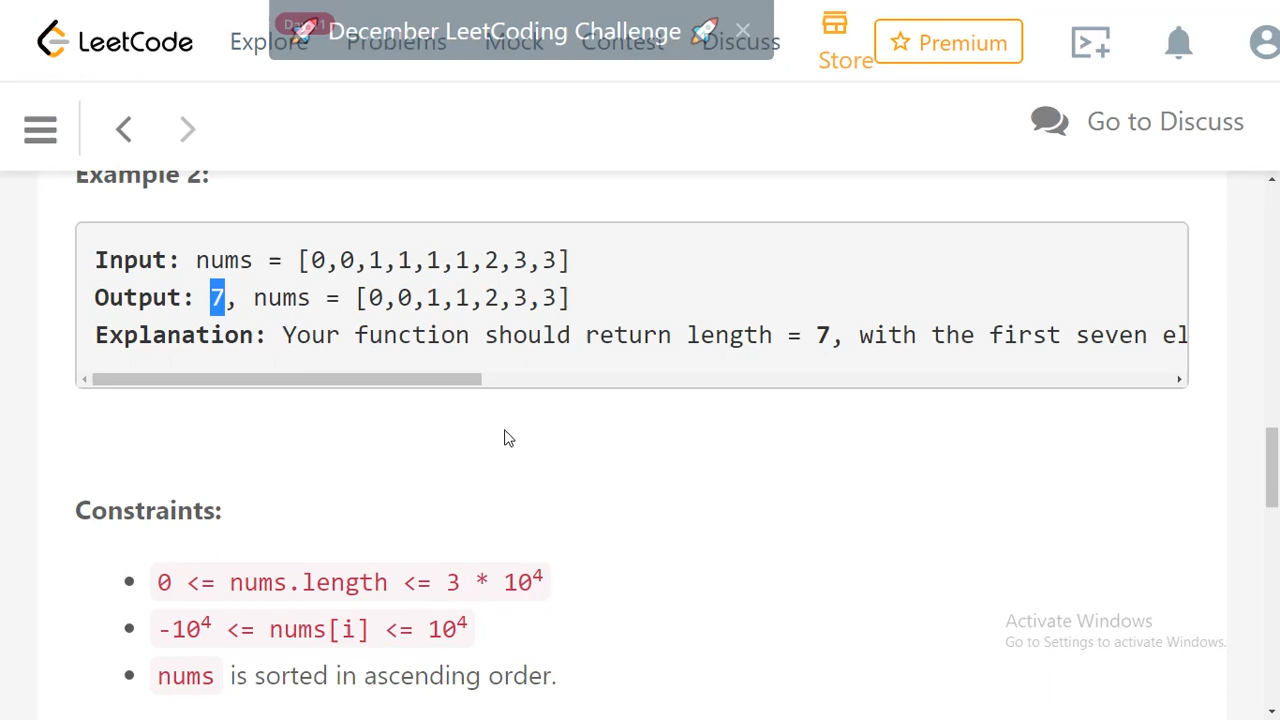 LeetCode
Explore Problems Mock Contest Discuss
Day 1
🚀 December LeetCoding Challenge 🚀 ×
Store
Premium
Go to Discuss
Example 2:
Input: nums = [0,0,1,1,1,1,2,3,3]
Output: 7, nums = [0,0,1,1,2,3,3]
Explanation: Your function should return length = 7, with the first seven el
Constraints:
0 <= nums.length <= 3 * 10⁴
-10⁴ <= nums[i] <= 10⁴
nums is sorted in ascending order.
Activate Windows
Go to Settings to activate Windows.